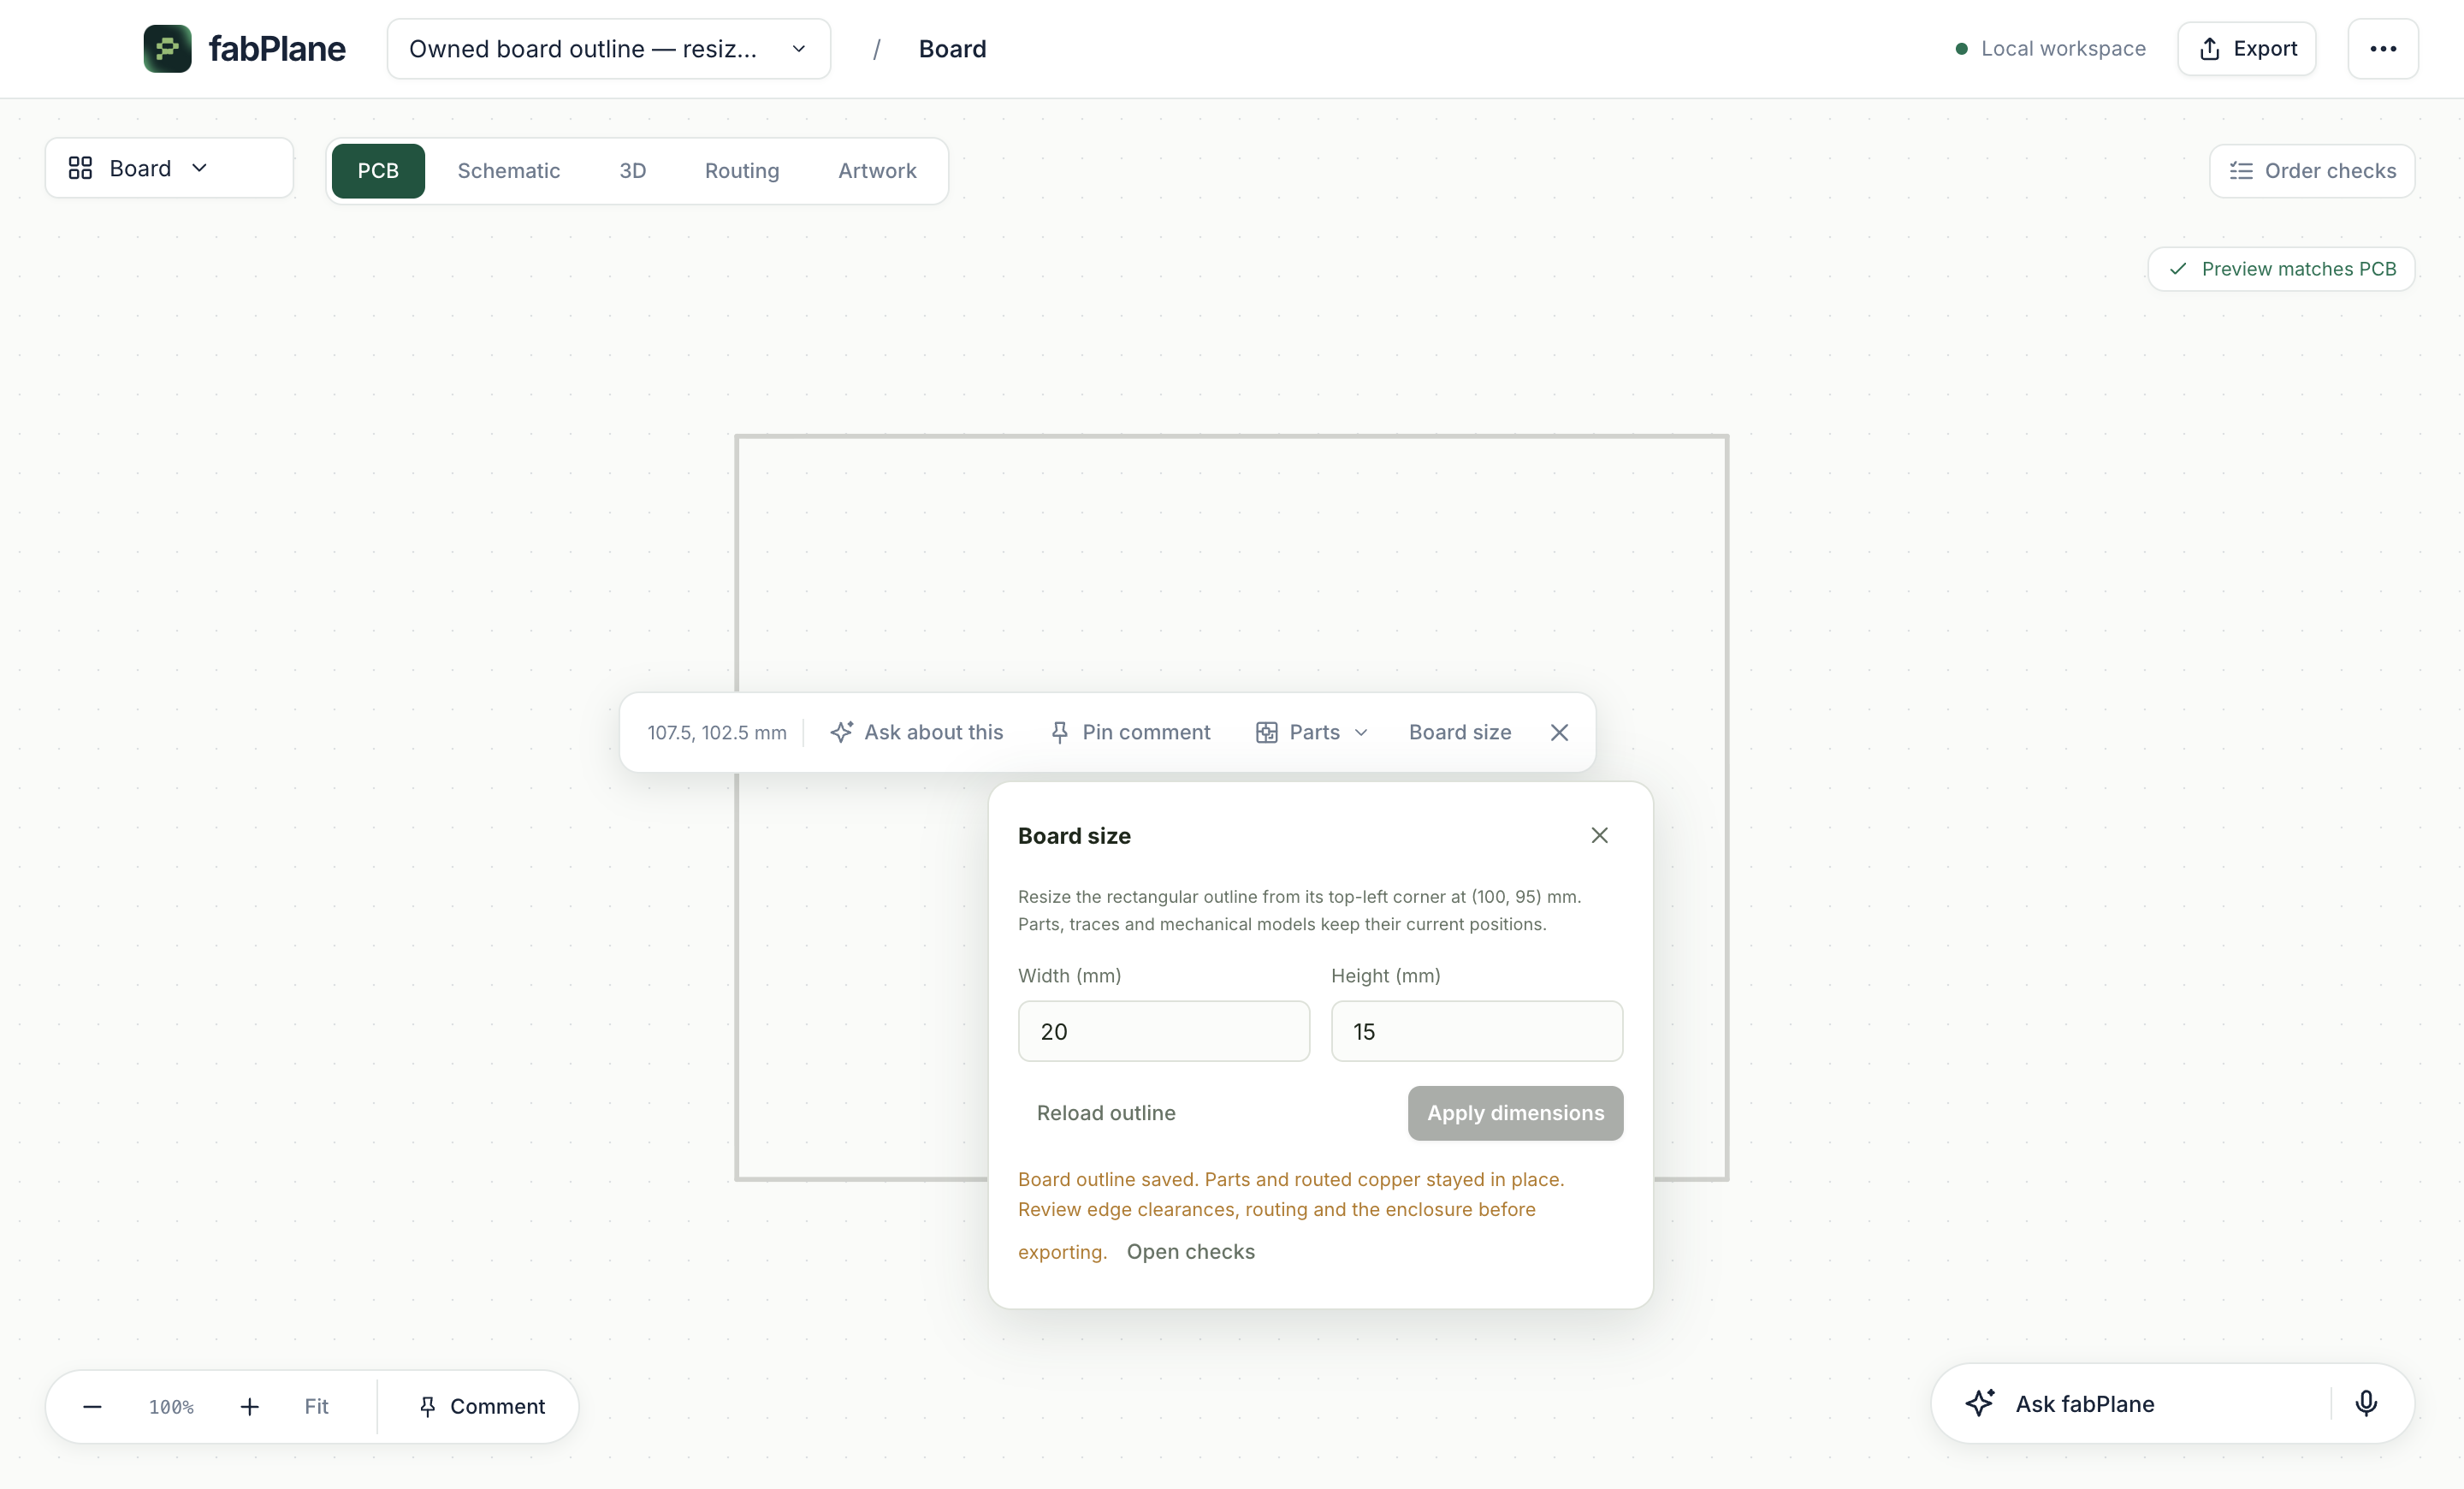 fabPlane
Owned board outline — resiz...
/
Board
Local workspace
Export
Board
PCB
Schematic
3D
Routing
Artwork
Order checks
Preview matches PCB
107.5, 102.5 mm
Ask about this
Pin comment
Parts
Board size
Board size
Resize the rectangular outline from its top-left corner at (100, 95) mm.
Parts, traces and mechanical models keep their current positions.
Width (mm)
Height (mm)
20
15
Reload outline
Apply dimensions
Board outline saved. Parts and routed copper stayed in place.
Review edge clearances, routing and the enclosure before
exporting. Open checks
100%
Fit
Comment
Ask fabPlane